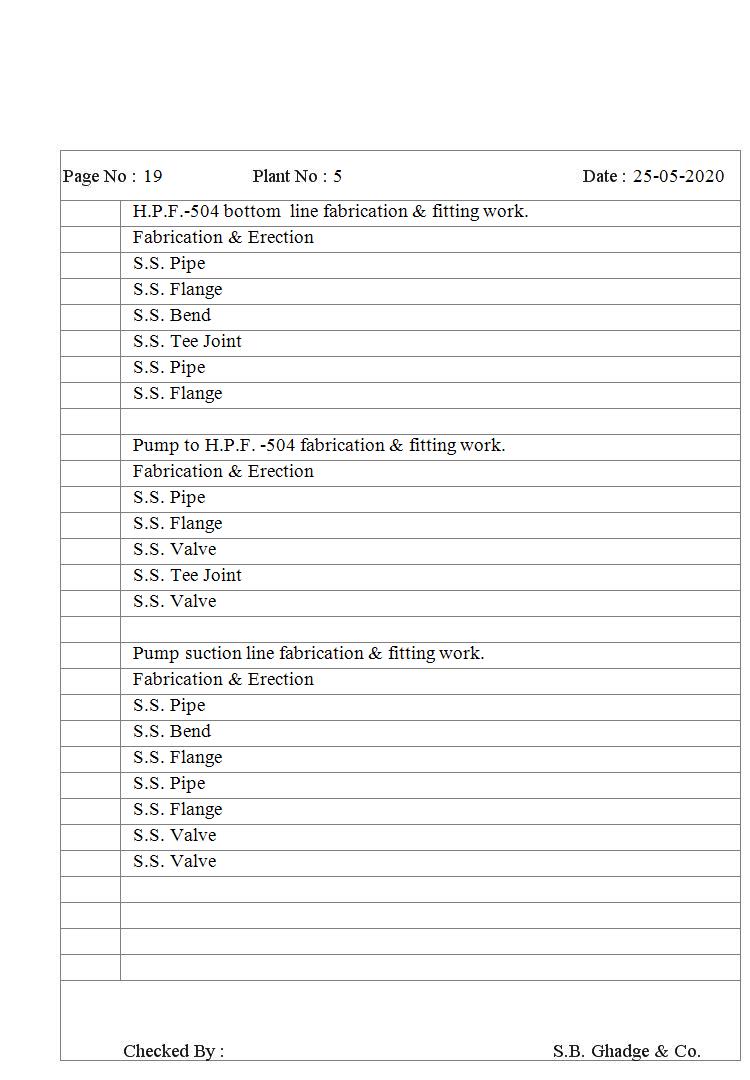 Page No : 19 Plant No : 5 Date : 25-05-2020
H.P.F.-504 bottom line fabrication & fitting work.
Fabrication & Erection
S.S. Pipe
S.S. Flange
S.S. Bend
S.S. Tee Joint
S.S. Pipe
S.S. Flange
Pump to H.P.F. -504 fabrication & fitting work.
Fabrication & Erection
S.S. Pipe
S.S. Flange
S.S. Valve
S.S. Tee Joint
S.S. Valve
Pump suction line fabrication & fitting work.
Fabrication & Erection
S.S. Pipe
S.S. Bend
S.S. Flange
S.S. Pipe
S.S. Flange
S.S. Valve
S.S. Valve
Checked By : S.B. Ghadge & Co.